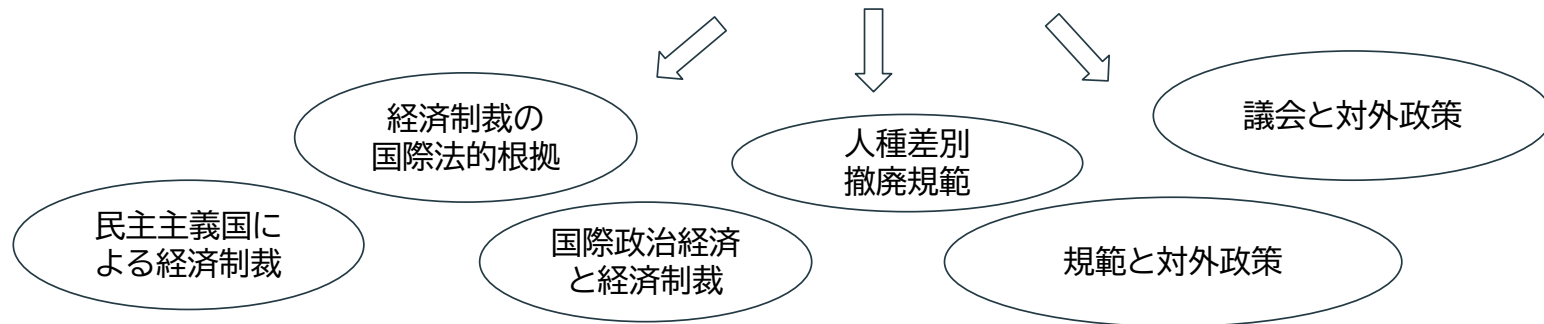 経済制裁の
国際法的根拠
人種差別
撤廃規範
議会と対外政策
民主主義国に
よる経済制裁
国際政治経済
と経済制裁
規範と対外政策